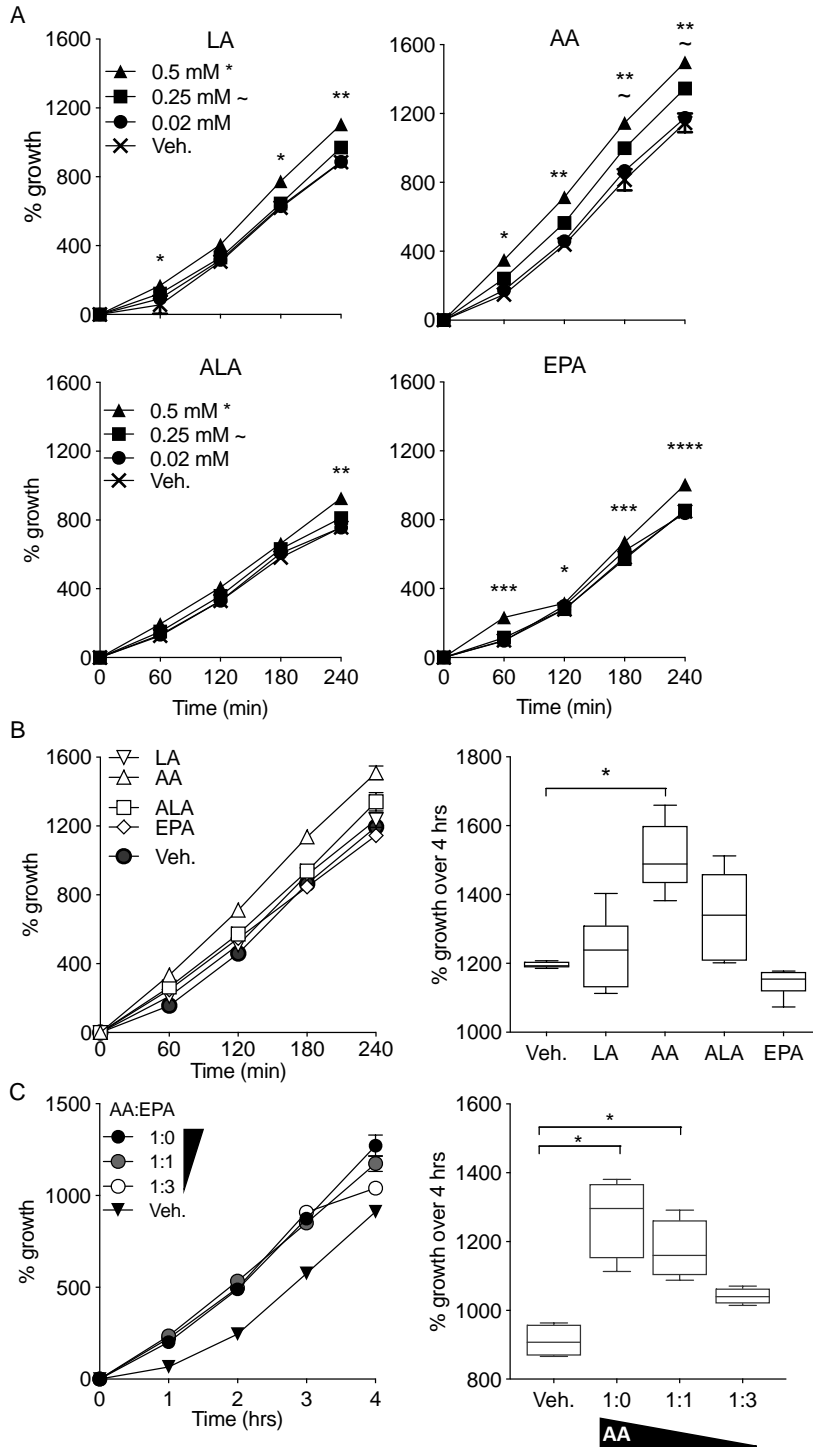 A
LA
1600
1200
800
400
0
% growth
0.5 mM *
0.25 mM ~
0.02 mM
Veh.
*
*
**
AA
1600
1200
800
400
0
*
**
**
~
**
~
ALA
1600
1200
800
400
0
% growth
0.5 mM *
0.25 mM ~
0.02 mM
Veh.
**
0 60 120 180 240
Time (min)
EPA
1600
1200
800
400
0
***
*
***
****
0 60 120 180 240
Time (min)
B
1600
1200
800
400
0
% growth
LA
AA
ALA
EPA
Veh.
0 60 120 180 240
Time (min)
1800
1600
1400
1200
1000
% growth over 4 hrs
*
Veh. LA AA ALA EPA
C
1500
1000
500
0
% growth
AA:EPA
1:0
1:1
1:3
Veh.
0 1 2 3 4
Time (hrs)
1600
1400
1200
1000
800
% growth over 4 hrs
*
*
Veh. 1:0 1:1 1:3
AA